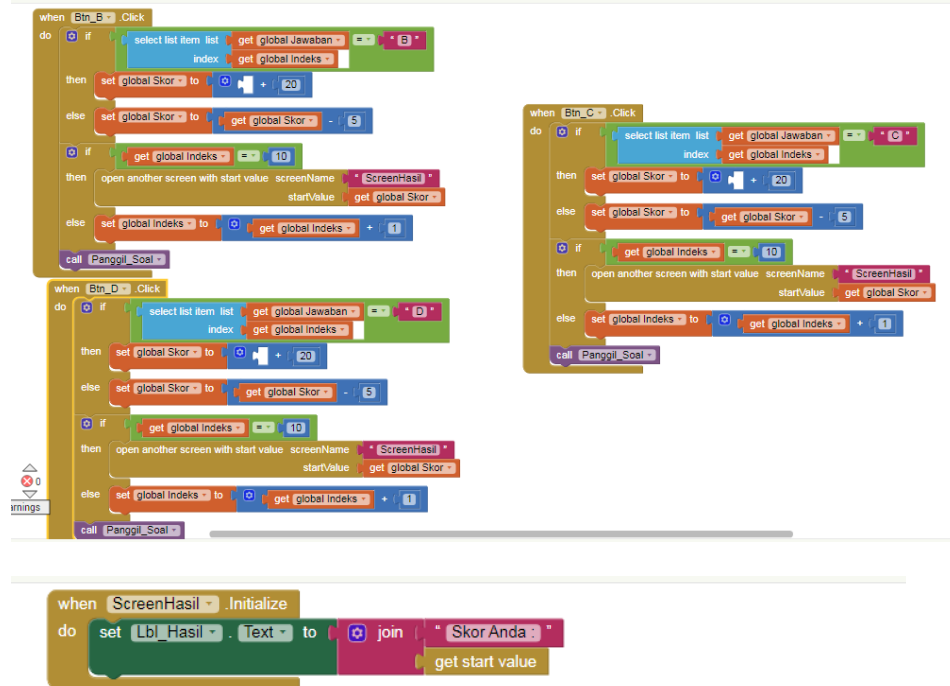 when Btn_B .Click
do if select list item list get global Jawaban = " B "
index get global Indeks
then set global Skor to + 20
else set global Skor to get global Skor - 5
if get global Indeks = 10
then open another screen with start value screenName " ScreenHasil "
startValue get global Skor
else set global Indeks to get global Indeks + 1
call Panggil_Soal
when Btn_D .Click
do if select list item list get global Jawaban = " D "
index get global Indeks
then set global Skor to + 20
else set global Skor to get global Skor - 5
if get global Indeks = 10
then open another screen with start value screenName " ScreenHasil "
startValue get global Skor
else set global Indeks to get global Indeks + 1
call Panggil_Soal
0
arnings
when Btn_C .Click
do if select list item list get global Jawaban = " C "
index get global Indeks
then set global Skor to + 20
else set global Skor to get global Skor - 5
if get global Indeks = 10
then open another screen with start value screenName " ScreenHasil "
startValue get global Skor
else set global Indeks to get global Indeks + 1
call Panggil_Soal
when ScreenHasil .Initialize
do set Lbl_Hasil . Text to join " Skor Anda : "
get start value